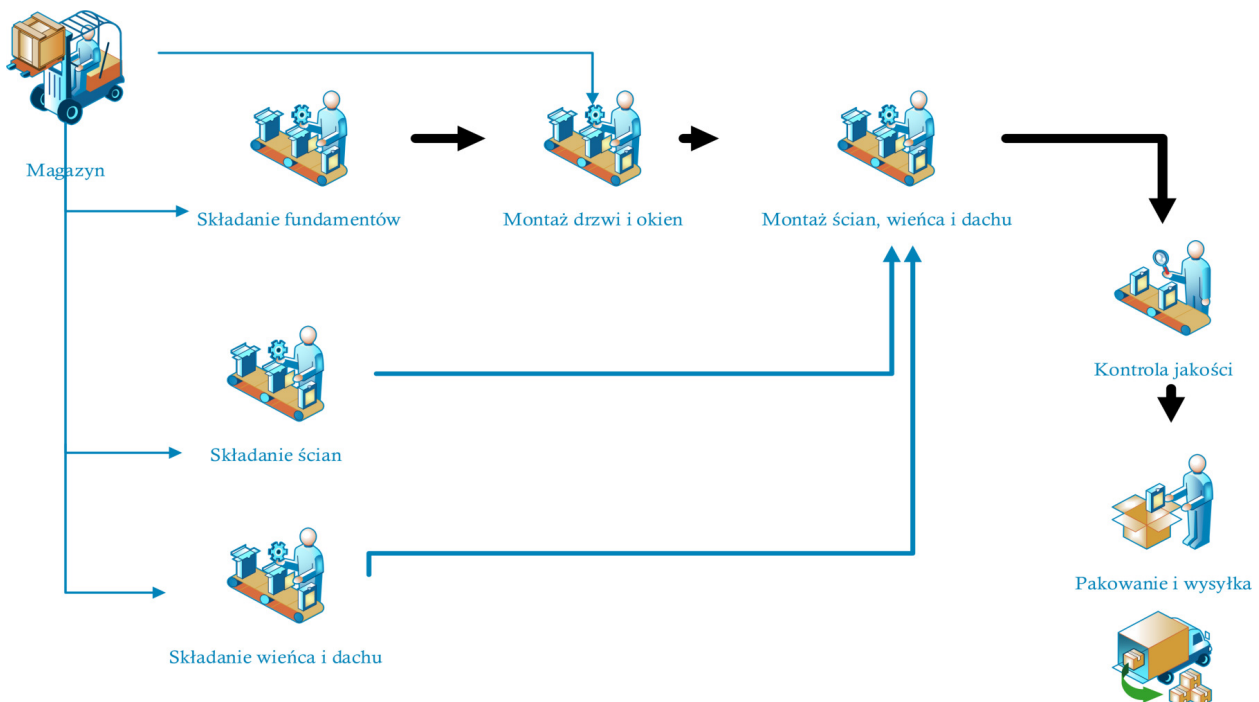 Magazyn
Składanie fundamentów
Montaż drzwi i okien
Montaż ścian, wieńca i dachu
Kontrola jakości
Składanie ścian
Pakowanie i wysyłka
Składanie wieńca i dachu